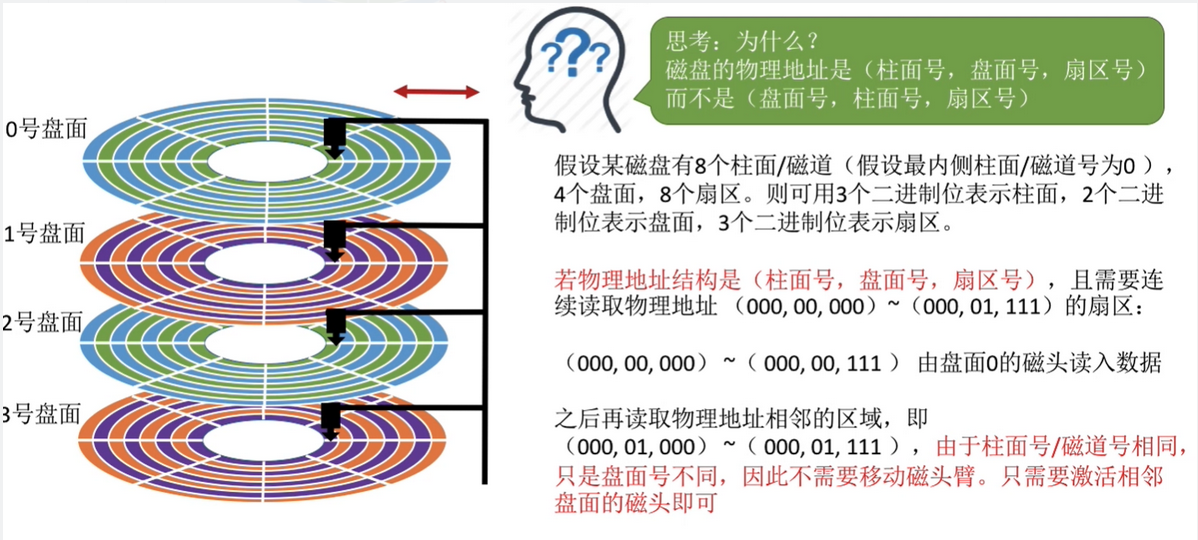 思考：为什么？
磁盘的物理地址是（柱面号，盘面号，扇区号）
而不是（盘面号，柱面号，扇区号）
???
0号盘面
1号盘面
2号盘面
3号盘面
假设某磁盘有8个柱面/磁道（假设最内侧柱面/磁道号为0），
4个盘面，8个扇区。则可用3个二进制位表示柱面，2个二进
制位表示盘面，3个二进制位表示扇区。
若物理地址结构是（柱面号，盘面号，扇区号），且需要连
续读取物理地址（000, 00, 000）~（000, 01, 111）的扇区：
（000, 00, 000） ~（ 000, 00, 111 ） 由盘面0的磁头读入数据
之后再读取物理地址相邻的区域，即
（000, 01, 000） ~（ 000, 01, 111 ），由于柱面号/磁道号相同，
只是盘面号不同，因此不需要移动磁头臂。只需要激活相邻
盘面的磁头即可